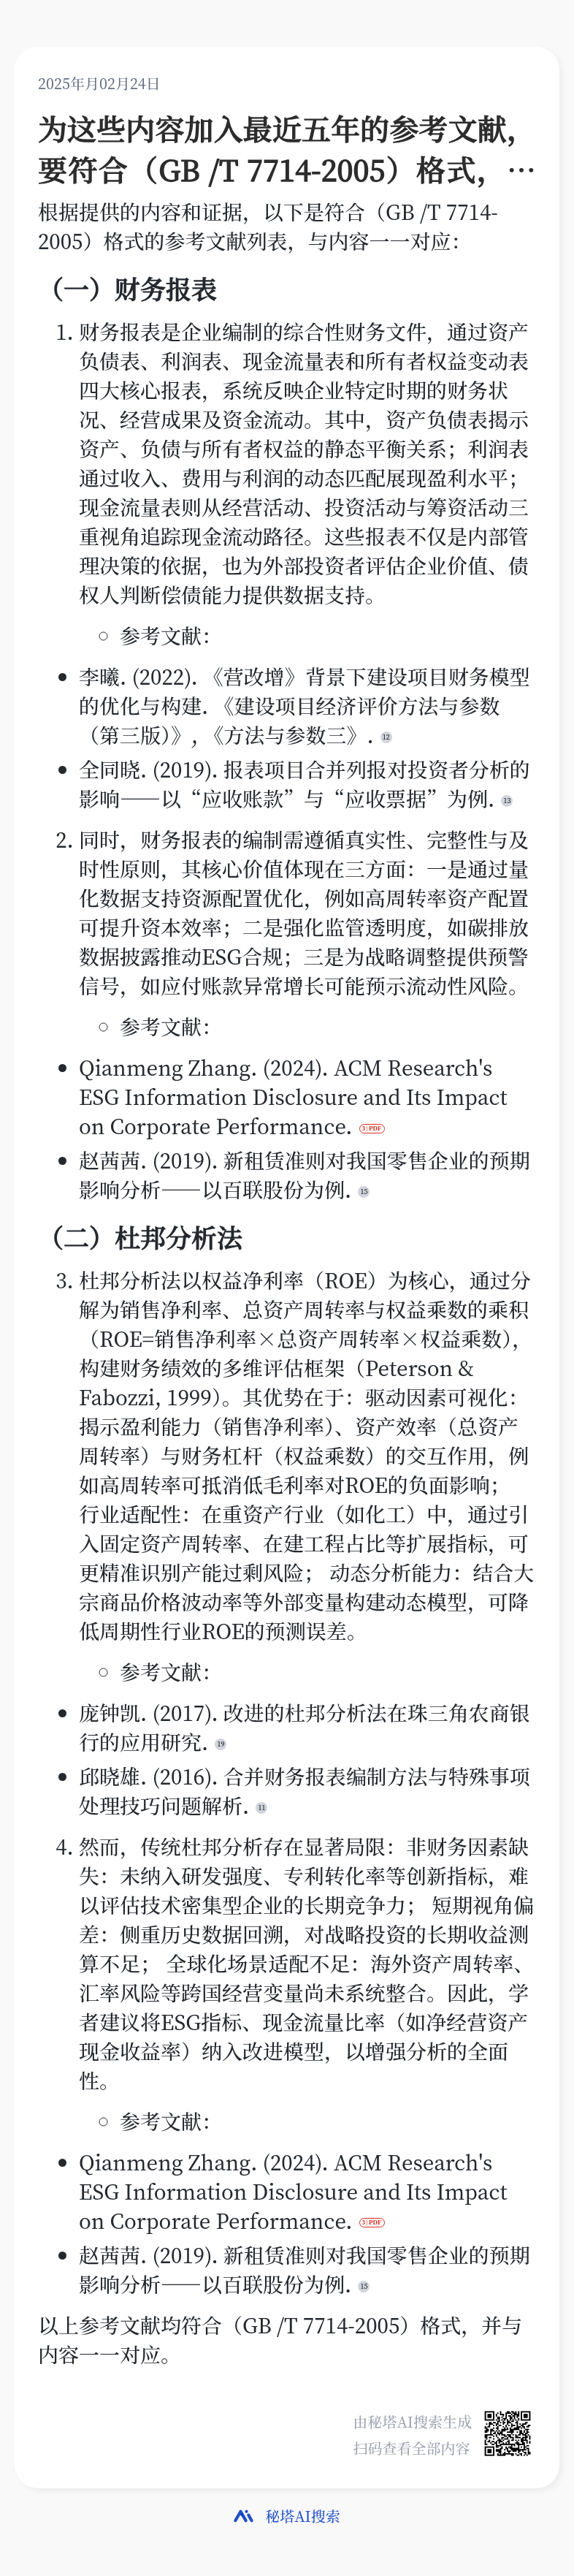 2025年月02月24日
为这些内容加入最近五年的参考文献，
要符合（GB /T 7714-2005）格式，…
根据提供的内容和证据，以下是符合（GB /T 7714-
2005）格式的参考文献列表，与内容一一对应：
（一）财务报表
1. 财务报表是企业编制的综合性财务文件，通过资产
负债表、利润表、现金流量表和所有者权益变动表
四大核心报表，系统反映企业特定时期的财务状
况、经营成果及资金流动。其中，资产负债表揭示
资产、负债与所有者权益的静态平衡关系；利润表
通过收入、费用与利润的动态匹配展现盈利水平；
现金流量表则从经营活动、投资活动与筹资活动三
重视角追踪现金流动路径。这些报表不仅是内部管
理决策的依据，也为外部投资者评估企业价值、债
权人判断偿债能力提供数据支持。
○ 参考文献：
• 李曦. (2022). 《营改增》背景下建设项目财务模型
的优化与构建. 《建设项目经济评价方法与参数
（第三版）》, 《方法与参数三》. 12
• 全同晓. (2019). 报表项目合并列报对投资者分析的
影响——以“应收账款”与“应收票据”为例. 13
2. 同时，财务报表的编制需遵循真实性、完整性与及
时性原则，其核心价值体现在三方面：一是通过量
化数据支持资源配置优化，例如高周转率资产配置
可提升资本效率；二是强化监管透明度，如碳排放
数据披露推动ESG合规；三是为战略调整提供预警
信号，如应付账款异常增长可能预示流动性风险。
○ 参考文献：
• Qianmeng Zhang. (2024). ACM Research's
ESG Information Disclosure and Its Impact
on Corporate Performance. 3 | PDF
• 赵茜茜. (2019). 新租赁准则对我国零售企业的预期
影响分析——以百联股份为例. 15
（二）杜邦分析法
3. 杜邦分析法以权益净利率（ROE）为核心，通过分
解为销售净利率、总资产周转率与权益乘数的乘积
（ROE=销售净利率×总资产周转率×权益乘数），
构建财务绩效的多维评估框架（Peterson &
Fabozzi, 1999）。其优势在于：驱动因素可视化：
揭示盈利能力（销售净利率）、资产效率（总资产
周转率）与财务杠杆（权益乘数）的交互作用，例
如高周转率可抵消低毛利率对ROE的负面影响；
行业适配性：在重资产行业（如化工）中，通过引
入固定资产周转率、在建工程占比等扩展指标，可
更精准识别产能过剩风险； 动态分析能力：结合大
宗商品价格波动率等外部变量构建动态模型，可降
低周期性行业ROE的预测误差。
○ 参考文献：
• 庞钟凯. (2017). 改进的杜邦分析法在珠三角农商银
行的应用研究. 19
• 邱晓雄. (2016). 合并财务报表编制方法与特殊事项
处理技巧问题解析. 11
4. 然而，传统杜邦分析存在显著局限：非财务因素缺
失：未纳入研发强度、专利转化率等创新指标，难
以评估技术密集型企业的长期竞争力； 短期视角偏
差：侧重历史数据回溯，对战略投资的长期收益测
算不足； 全球化场景适配不足：海外资产周转率、
汇率风险等跨国经营变量尚未系统整合。因此，学
者建议将ESG指标、现金流量比率（如净经营资产
现金收益率）纳入改进模型，以增强分析的全面
性。
○ 参考文献：
• Qianmeng Zhang. (2024). ACM Research's
ESG Information Disclosure and Its Impact
on Corporate Performance. 3 | PDF
• 赵茜茜. (2019). 新租赁准则对我国零售企业的预期
影响分析——以百联股份为例. 15
以上参考文献均符合（GB /T 7714-2005）格式，并与
内容一一对应。
由秘塔AI搜索生成
扫码查看全部内容
秘塔AI搜索